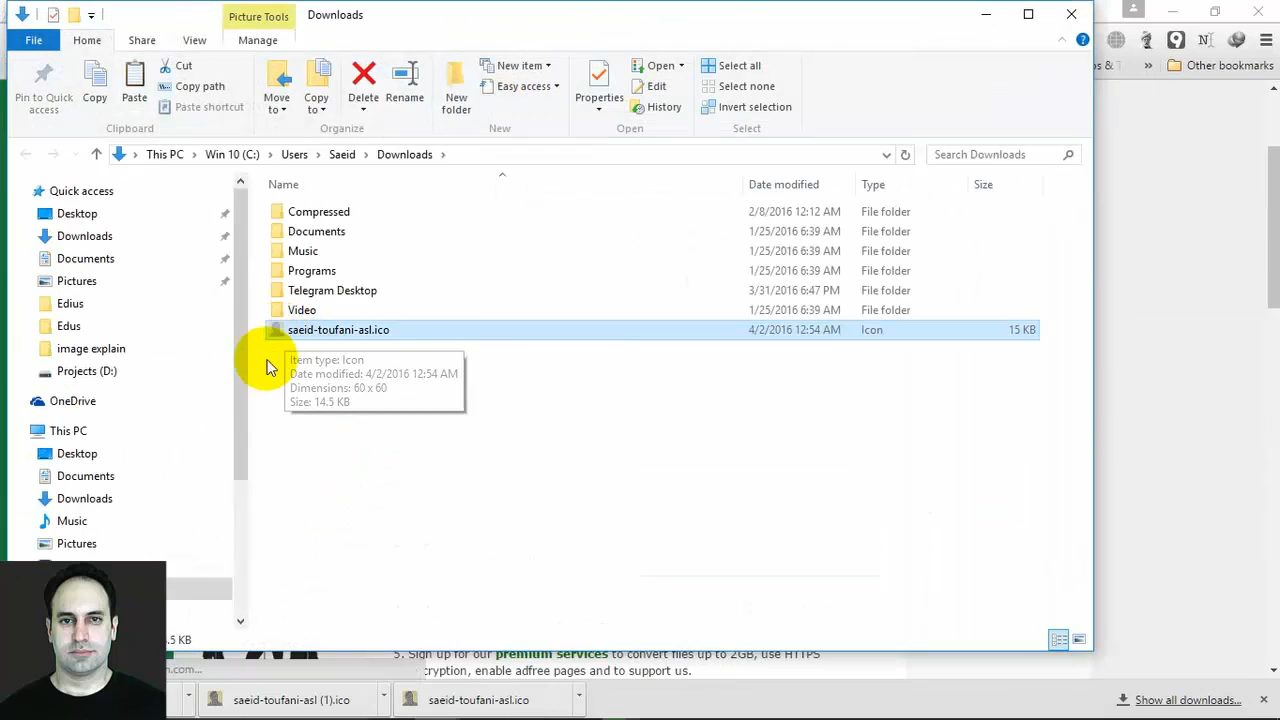 Picture Tools Downloads
File Home Share View Manage
Pin to Quick access
Copy
Paste
Cut
Copy path
Paste shortcut
Clipboard
Move to
Copy to
Delete
Rename
Organize
New folder
New item
Easy access
New
Properties
Open
Edit
History
Open
Select all
Select none
Invert selection
Select
This PC Win 10 (C:) Users Saeid Downloads
Search Downloads
Other bookmarks
Quick access
Desktop
Downloads
Documents
Pictures
Edius
Edus
image explain
Projects (D:)
OneDrive
This PC
Desktop
Documents
Downloads
Music
Pictures
Name Date modified Type Size
Compressed 2/8/2016 12:12 AM File folder
Documents 1/25/2016 6:39 AM File folder
Music 1/25/2016 6:39 AM File folder
Programs 1/25/2016 6:39 AM File folder
Telegram Desktop 3/31/2016 6:47 PM File folder
Video 1/25/2016 6:39 AM File folder
saeid-toufani-asl.ico 4/2/2016 12:54 AM Icon 15 KB
Item type: Icon
Date modified: 4/2/2016 12:54 AM
Dimensions: 60 x 60
Size: 14.5 KB
5. Sign up for our premium services to convert files up to 2GB, use HTTPS
cryption, enable adfree pages and to support us.
saeid-toufani-asl (1).ico
saeid-toufani-asl.ico
Show all downloads...